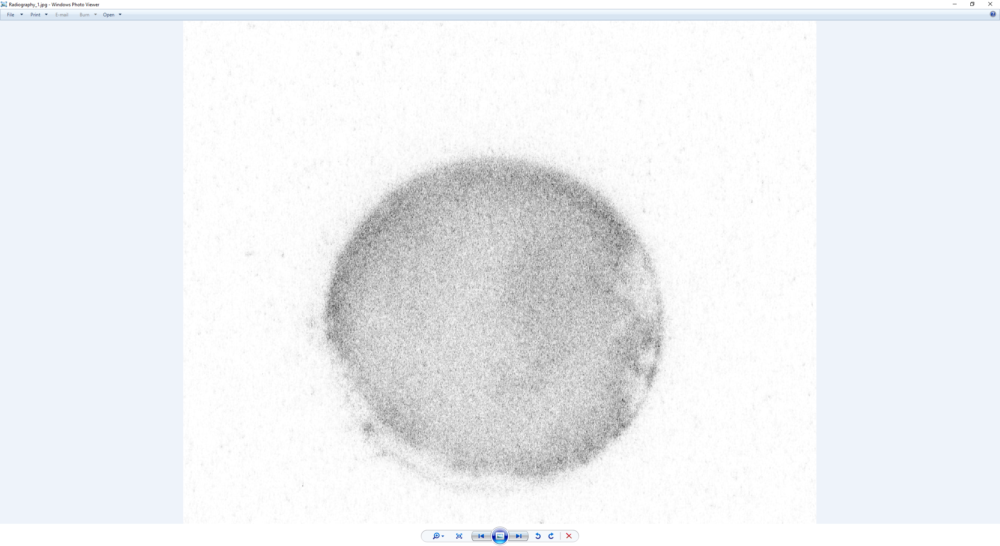 Radiography_1.jpg - Windows Photo Viewer
File Print E-mail Burn Open ?